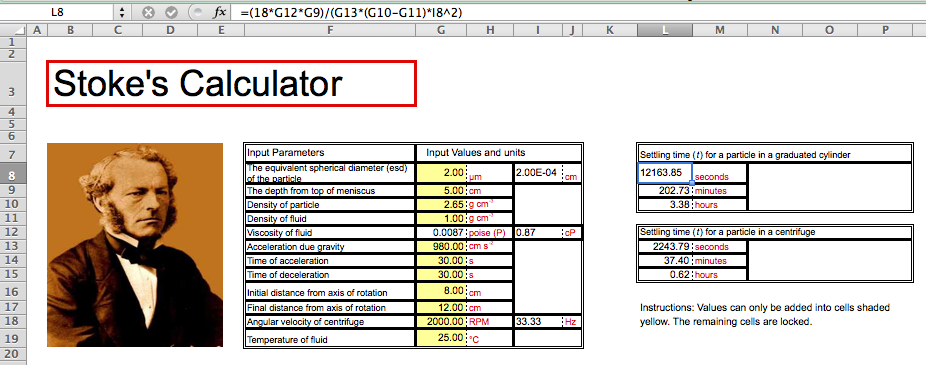 L8 fx =(18*G12*G9)/(G13*(G10-G11)*I8^2)
A B C D E F G H I J K L M N O P
1
2
3 Stoke's Calculator
4
5
6
7 Input Parameters Input Values and units Settling time (t) for a particle in a graduated cylinder
8 The equivalent spherical diameter (esd) of the particle 2.00 µm 2.00E-04 cm 12163.85 seconds
9 The depth from top of meniscus 5.00 cm 202.73 minutes
10 Density of particle 2.65 g cm⁻³ 3.38 hours
11 Density of fluid 1.00 g cm⁻³
12 Viscosity of fluid 0.0087 poise (P) 0.87 cP Settling time (t) for a particle in a centrifuge
13 Acceleration due gravity 980.00 cm s⁻² 2243.79 seconds
14 Time of acceleration 30.00 s 37.40 minutes
15 Time of deceleration 30.00 s 0.62 hours
16 Initial distance from axis of rotation 8.00 cm
17 Final distance from axis of rotation 12.00 cm Instructions: Values can only be added into cells shaded
18 Angular velocity of centrifuge 2000.00 RPM 33.33 Hz yellow. The remaining cells are locked.
19 Temperature of fluid 25.00 °C
20